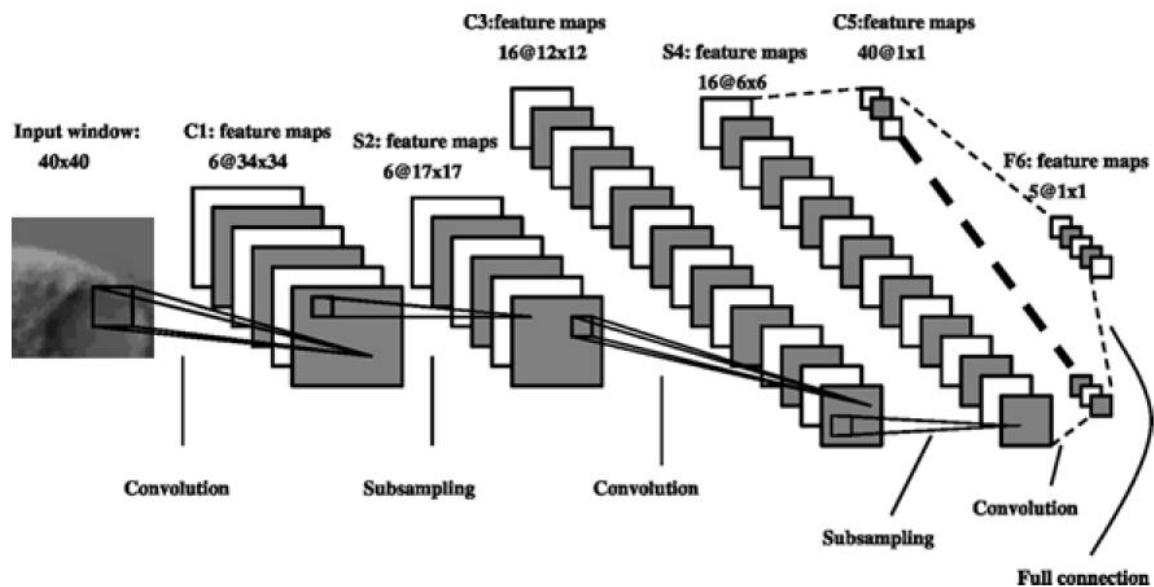 Input window:
40x40
C1: feature maps
6@34x34
S2: feature maps
6@17x17
C3:feature maps
16@12x12
S4: feature maps
16@6x6
C5:feature maps
40@1x1
F6: feature maps
5@1x1
Convolution
Subsampling
Convolution
Subsampling
Convolution
Full connection